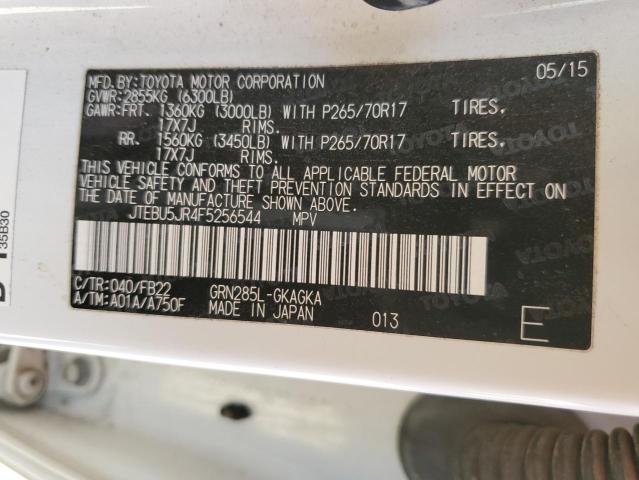 MFD.BY:TOYOTA MOTOR CORPORATION 05/15
GVWR:2855KG (6300LB)
GAWR:FRT. 1360KG (3000LB) WITH P265/70R17 TIRES,
17X7J RIMS.
RR. 1560KG (3450LB) WITH P265/70R17 TIRES,
17X7J RIMS.
THIS VEHICLE CONFORMS TO ALL APPLICABLE FEDERAL MOTOR
VEHICLE SAFETY AND THEFT PREVENTION STANDARDS IN EFFECT ON
THE DATE OF MANUFACTURE SHOWN ABOVE.
JTEBU5JR4F5256544 MPV
C/TR:040/FB22 GRN285L-GKAGKA
A/TM:A01A/A750F MADE IN JAPAN 013 E
35B30